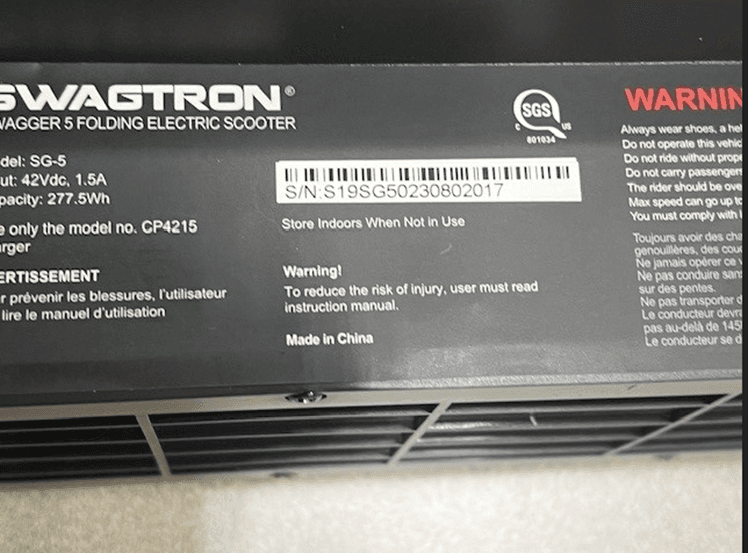 SWAGTRON®
WAGGER 5 FOLDING ELECTRIC SCOOTER
del: SG-5
ut: 42Vdc, 1.5A
pacity: 277.5Wh
e only the model no. CP4215
rger
ERTISSEMENT
r prévenir les blessures, l'utilisateur
lire le manuel d'utilisation
SGS
C US
801034
S/N:S19SG50230802017
Store Indoors When Not in Use
Warning!
To reduce the risk of injury, user must read
instruction manual.
Made in China
WARNIN
Always wear shoes, a hel
Do not operate this vehic
Do not ride without prope
Do not carry passengers
The rider should be ove
Max speed can go up to
You must comply with l
Toujours avoir des cha
genouillères, des coud
Ne jamais opérer ce v
Ne pas conduire sans
sur des pentes.
Ne pas transporter d
Le conducteur devra
pas au-delà de 145
Le conducteur se d